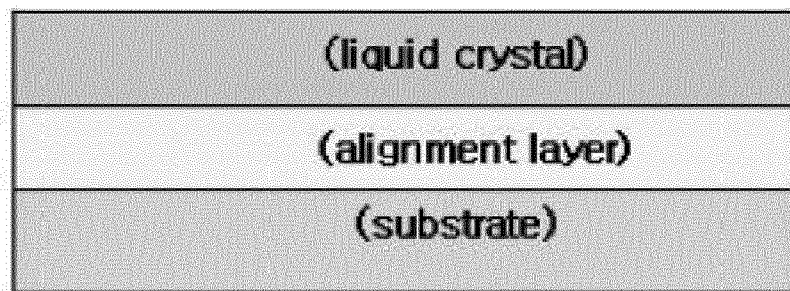 (liquid crystal)
(alignment layer)
(substrate)